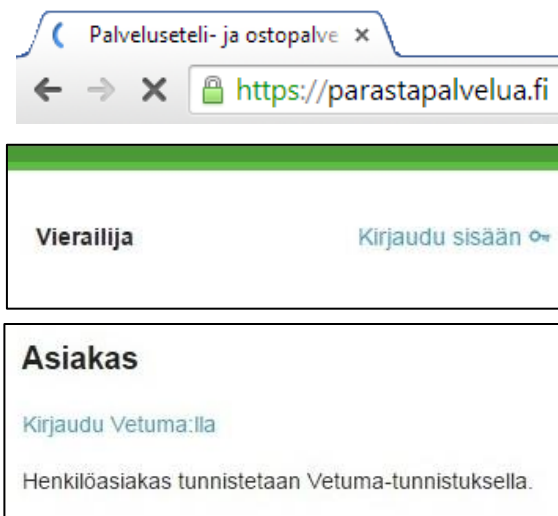 Palveluseteli- ja ostopalve
https://parastapalvelua.fi
Vierailija Kirjaudu sisään
Asiakas
Kirjaudu Vetuma:lla
Henkilöasiakas tunnistetaan Vetuma-tunnistuksella.